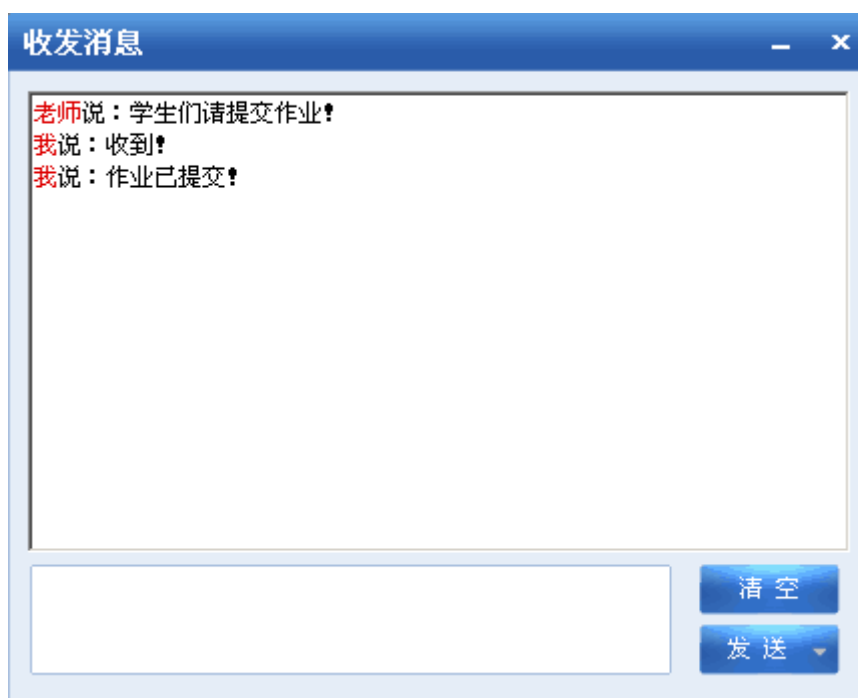 收发消息
老师说：学生们请提交作业！
我说：收到！
我说：作业已提交！
清 空
发 送